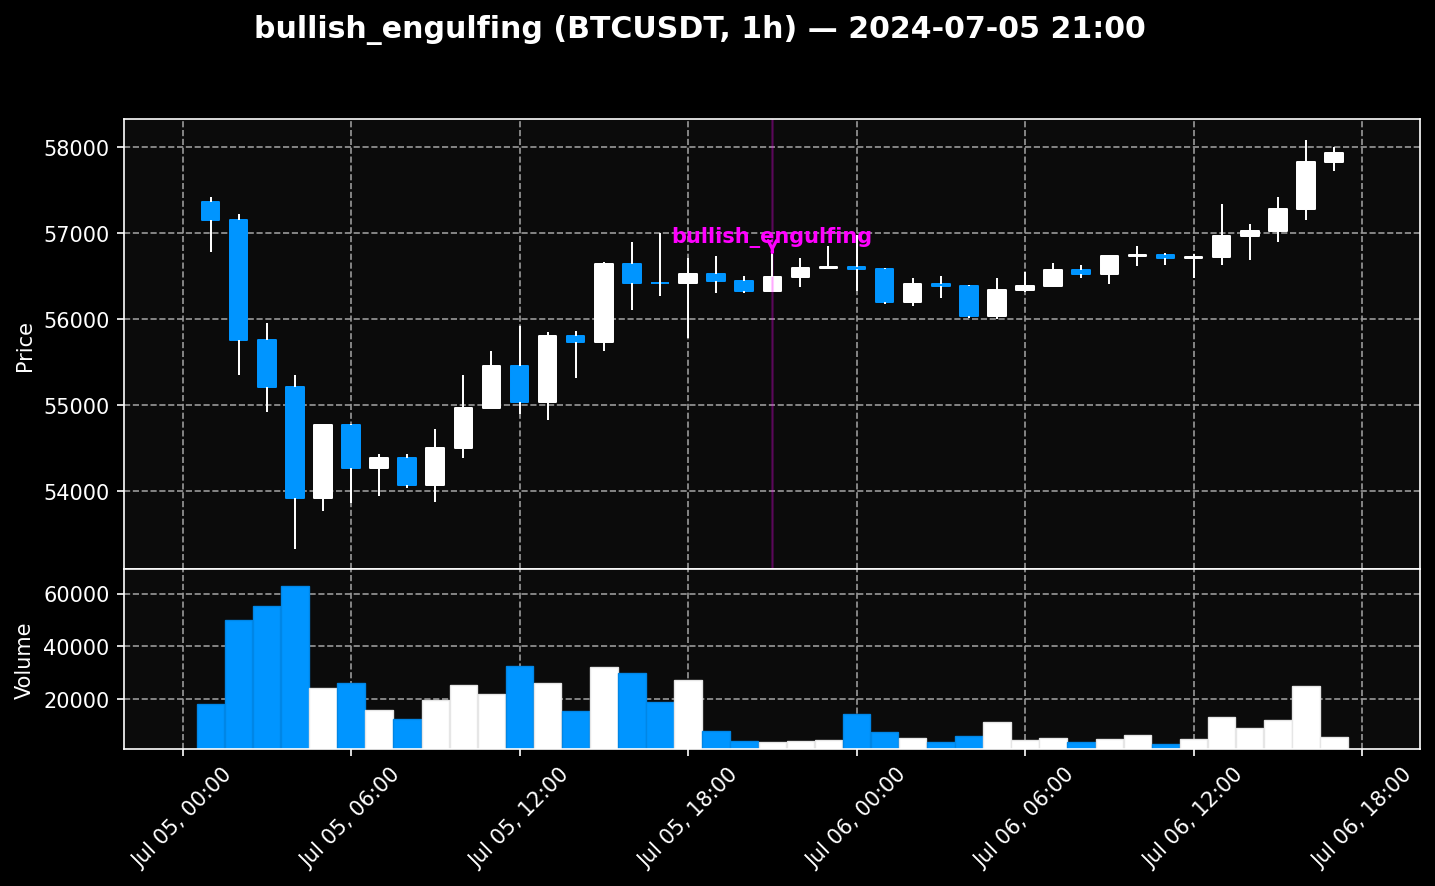 bullish_engulfing (BTCUSDT, 1h) — 2024-07-05 21:00
58000
57000
56000
55000
54000
Price
bullish_engulfing
60000
40000
20000
Volume
Jul 05, 00:00
Jul 05, 06:00
Jul 05, 12:00
Jul 05, 18:00
Jul 06, 00:00
Jul 06, 06:00
Jul 06, 12:00
Jul 06, 18:00